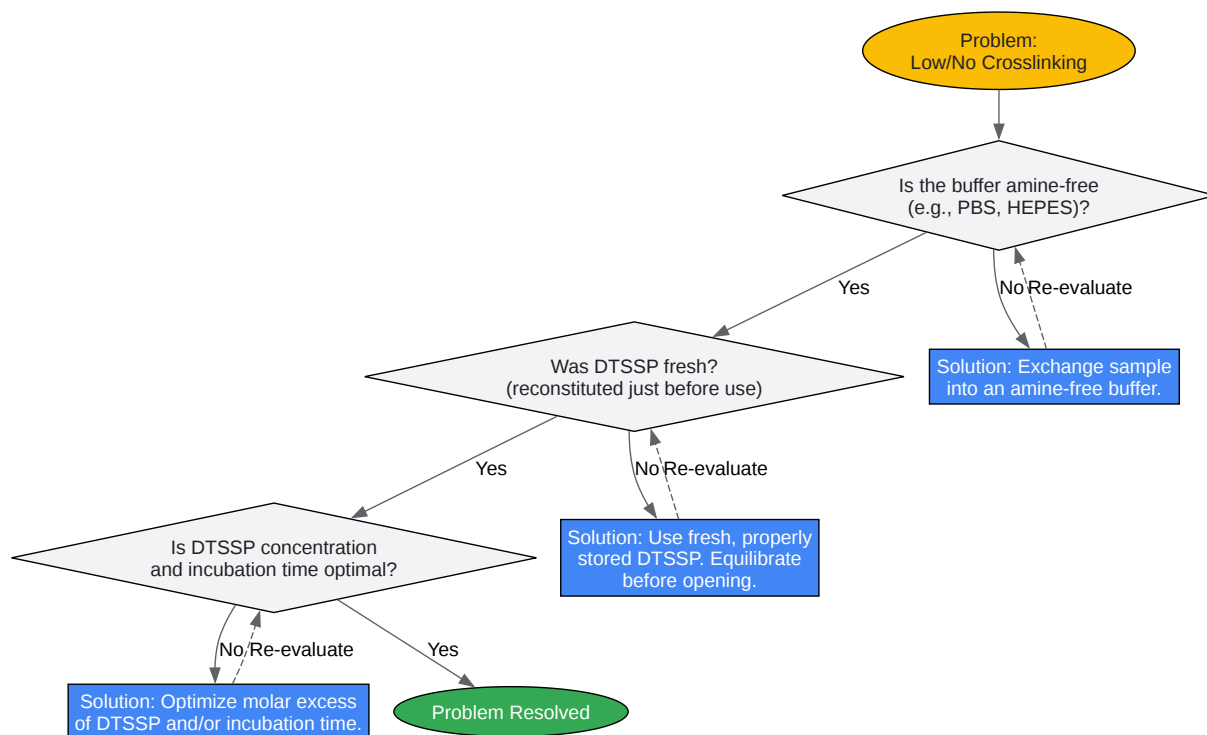 Problem:
Low/No Crosslinking
Is the buffer amine-free
(e.g., PBS, HEPES)?
Yes
No
Re-evaluate
Was DTSSP fresh?
(reconstituted just before use)
Solution: Exchange sample
into an amine-free buffer.
Yes
No
Re-evaluate
Is DTSSP concentration
and incubation time optimal?
Solution: Use fresh, properly
stored DTSSP. Equilibrate
before opening.
No
Re-evaluate
Yes
Solution: Optimize molar excess
of DTSSP and/or incubation time.
Problem Resolved